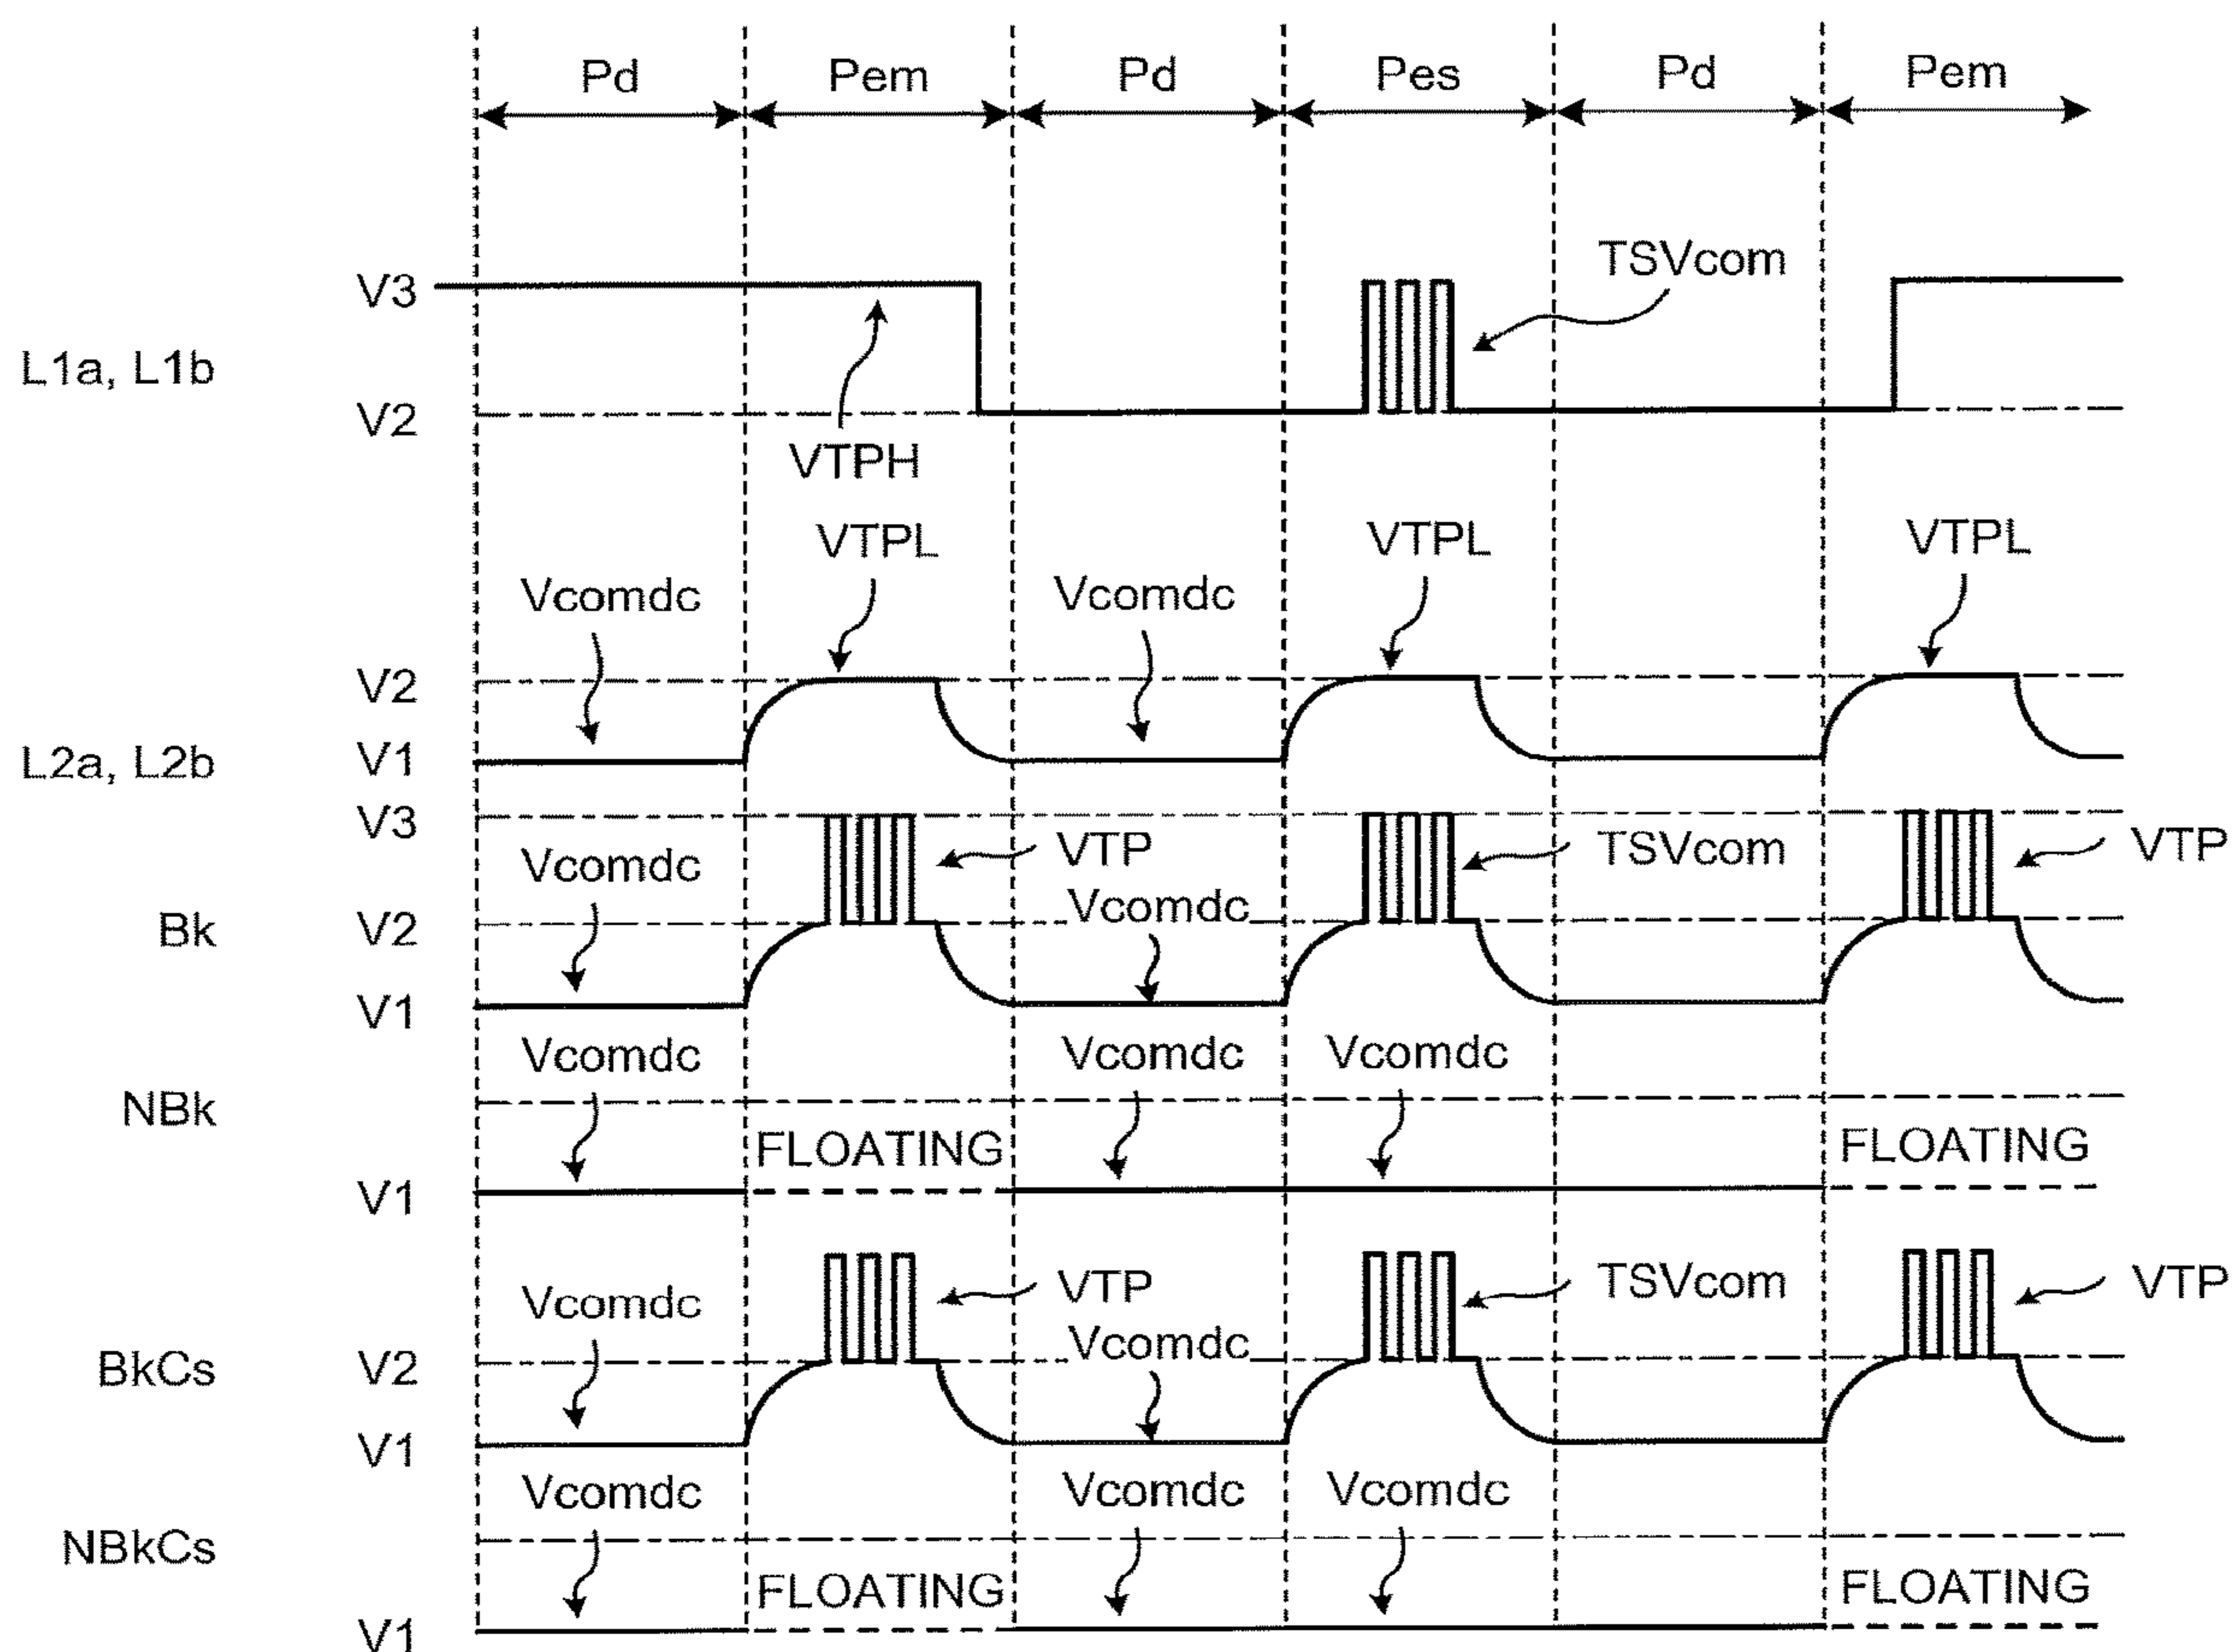 Pd Pem Pd Pes Pd Pem
TSVcom
V3
L1a, L1b
V2
VTPH
VTPL VTPL VTPL
Vcomdc Vcomdc
V2
L2a, L2b V1
V3
Vcomdc VTP TSVcom VTP
Vcomdc
Bk V2
V1
Vcomdc Vcomdc Vcomdc
NBk
FLOATING FLOATING
V1
Vcomdc VTP TSVcom VTP
Vcomdc
BkCs V2
V1
Vcomdc Vcomdc Vcomdc
NBkCs
FLOATING FLOATING
V1